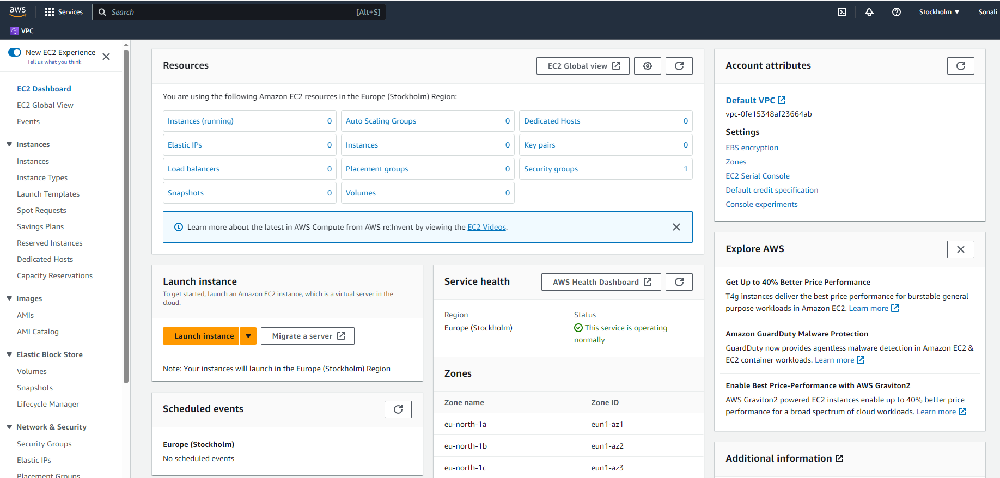 aws
Services
Search
[Alt+S]
Stockholm
Sonali
VPC
New EC2 Experience
Tell us what you think
EC2 Dashboard
EC2 Global View
Events
Instances
Instances
Instance Types
Launch Templates
Spot Requests
Savings Plans
Reserved Instances
Dedicated Hosts
Capacity Reservations
Images
AMIs
AMI Catalog
Elastic Block Store
Volumes
Snapshots
Lifecycle Manager
Network & Security
Security Groups
Elastic IPs
Placement Groups
Resources
EC2 Global view
You are using the following Amazon EC2 resources in the Europe (Stockholm) Region:
Instances (running) 0
Auto Scaling Groups 0
Dedicated Hosts 0
Elastic IPs 0
Instances 0
Key pairs 0
Load balancers 0
Placement groups 0
Security groups 1
Snapshots 0
Volumes 0
Learn more about the latest in AWS Compute from AWS re:Invent by viewing the EC2 Videos.
Launch instance
To get started, launch an Amazon EC2 instance, which is a virtual server in the
cloud.
Launch instance
Migrate a server
Note: Your instances will launch in the Europe (Stockholm) Region
Scheduled events
Europe (Stockholm)
No scheduled events
Service health
AWS Health Dashboard
Region
Europe (Stockholm)
Status
This service is operating
normally
Zones
Zone name Zone ID
eu-north-1a eun1-az1
eu-north-1b eun1-az2
eu-north-1c eun1-az3
Account attributes
Default VPC
vpc-0fe15348af23664ab
Settings
EBS encryption
Zones
EC2 Serial Console
Default credit specification
Console experiments
Explore AWS
Get Up to 40% Better Price Performance
T4g instances deliver the best price performance for burstable general
purpose workloads in Amazon EC2. Learn more
Amazon GuardDuty Malware Protection
GuardDuty now provides agentless malware detection in Amazon EC2 &
EC2 container workloads. Learn more
Enable Best Price-Performance with AWS Graviton2
AWS Graviton2 powered EC2 instances enable up to 40% better price
performance for a broad spectrum of cloud workloads. Learn more
Additional information